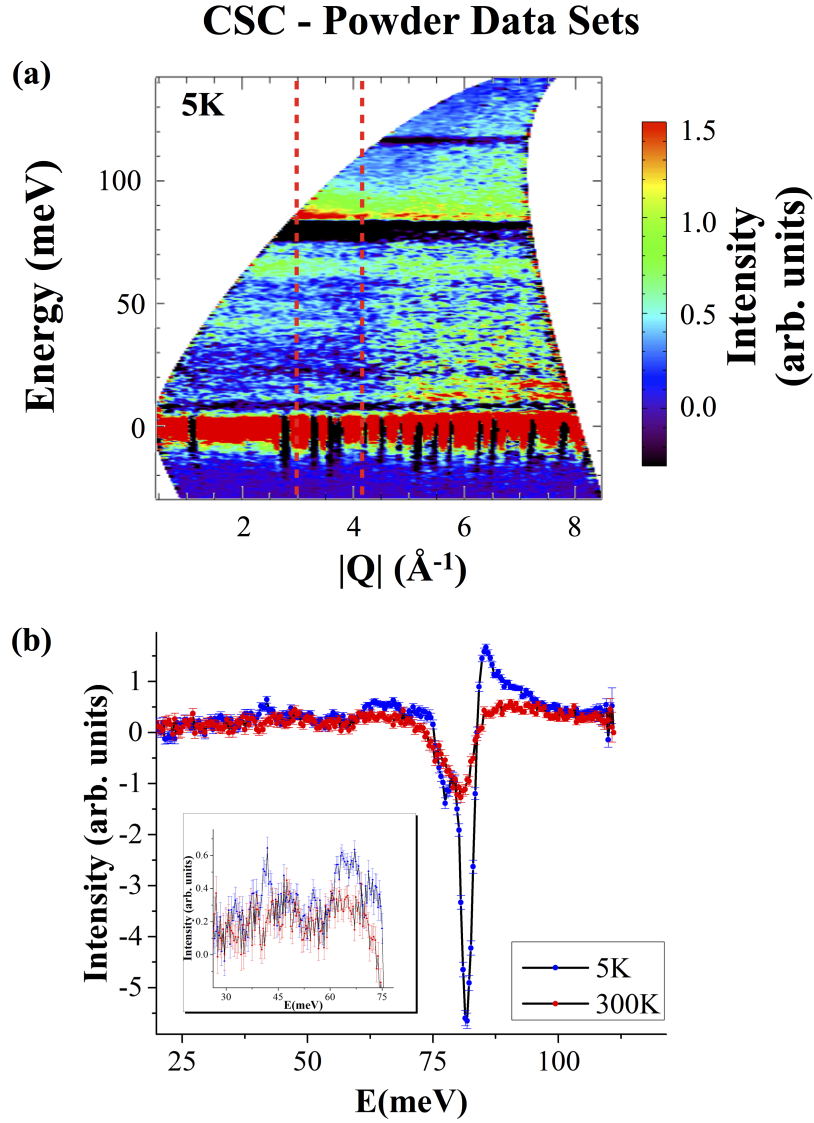 CSC - Powder Data Sets
(a)
5K
Energy (meV)
100
50
0
2
4
6
8
|Q| (Å-1)
1.5
1.0
0.5
0.0
Intensity
(arb. units)
(b)
Intensity (arb. units)
1
0
-1
-2
-3
-4
-5
25
50
75
100
E(meV)
Intensity (arb. units)
0.6
0.4
0.2
0.0
30
45
60
75
E(meV)
5K
300K